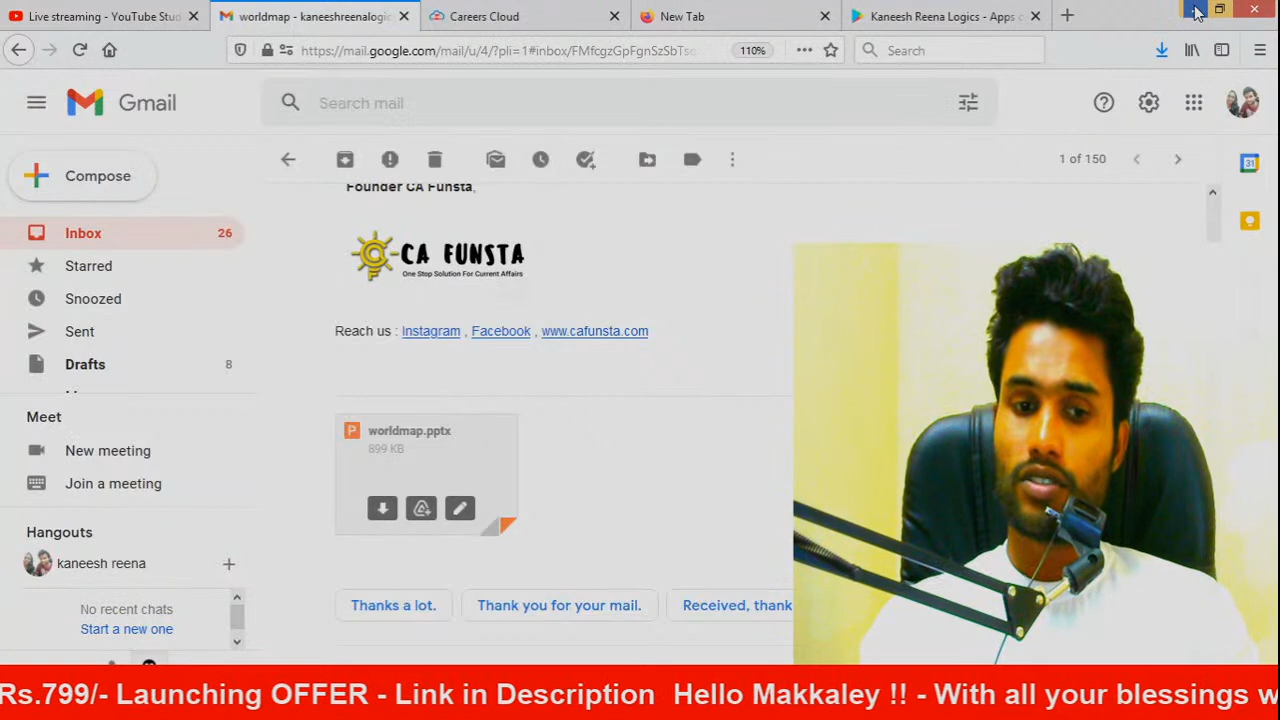 Live streaming - YouTube Stud
worldmap - kaneeshreenalogic
Careers Cloud
New Tab
Kaneesh Reena Logics - Apps o
https://mail.google.com/mail/u/4/?pli=1#inbox/FMfcgzGpFgnSzSbTsc
110%
Search
Gmail
Search mail
Compose
1 of 150
Founder CA Funsta,
Inbox 26
CA FUNSTA
One Stop Solution For Current Affairs
Starred
Snoozed
Sent
Reach us : Instagram , Facebook , www.cafunsta.com
Drafts 8
Meet
New meeting
Join a meeting
worldmap.pptx
899 KB
Hangouts
kaneesh reena
No recent chats
Start a new one
Thanks a lot.
Thank you for your mail.
Received, thank
Rs.799/- Launching OFFER - Link in Description Hello Makkaley !! - With all your blessings w